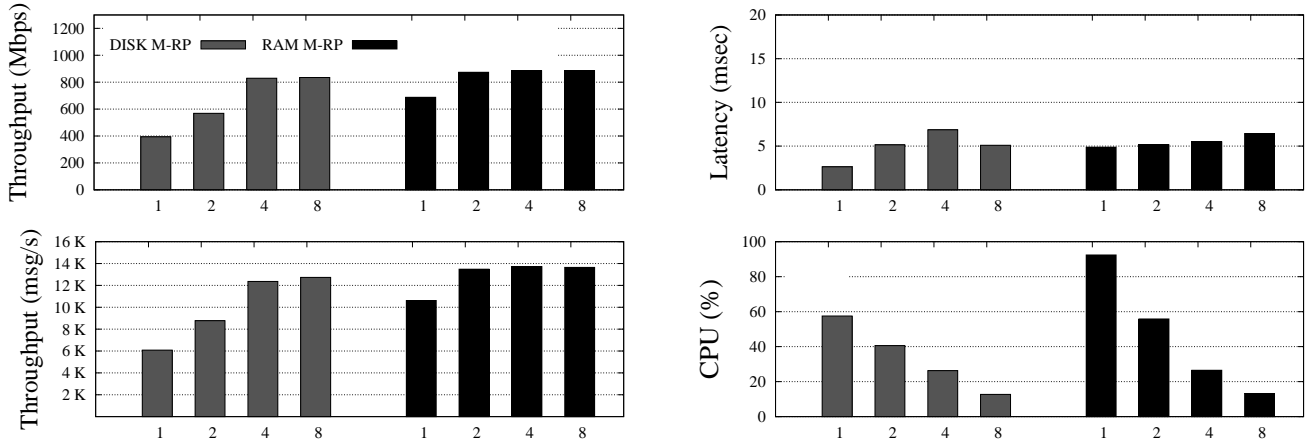 Throughput (Mbps)
1200
1000
800
600
400
200
0
DISK M-RP
RAM M-RP
1 2 4 8 1 2 4 8
Latency (msec)
20
15
10
5
0
1 2 4 8 1 2 4 8
Throughput (msg/s)
16 K
14 K
12 K
10 K
8 K
6 K
4 K
2 K
1 2 4 8 1 2 4 8
CPU (%)
100
80
60
40
20
0
1 2 4 8 1 2 4 8